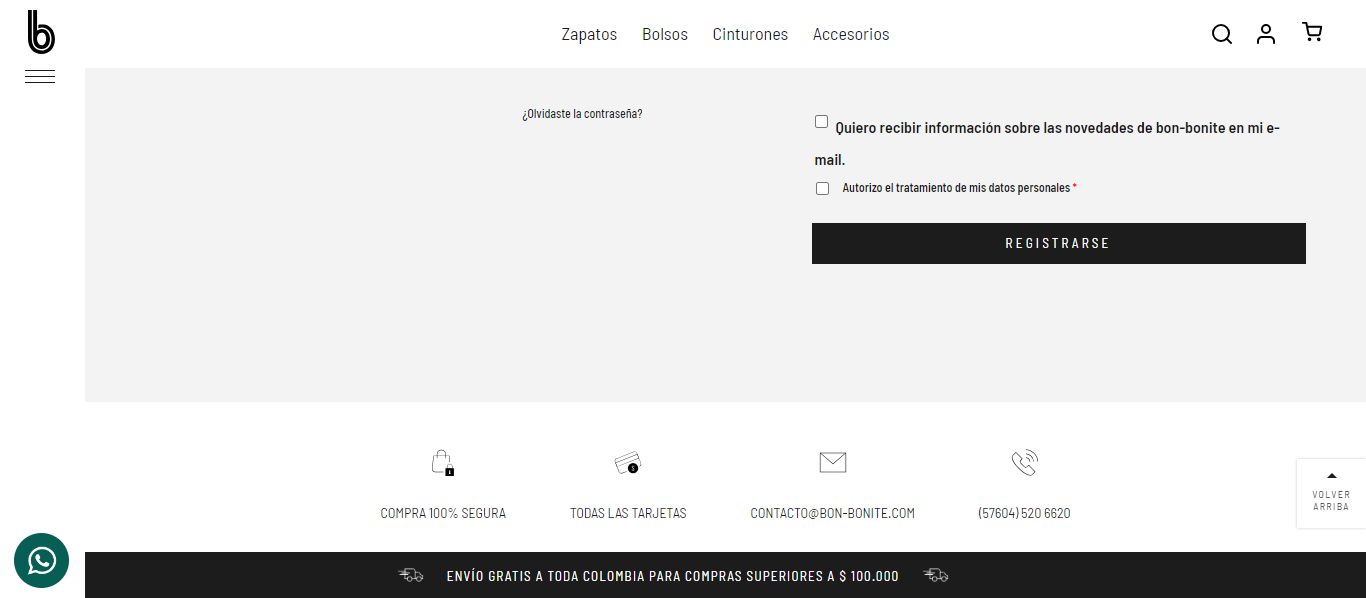 b
Zapatos Bolsos Cinturones Accesorios
¿Olvidaste la contraseña?
Quiero recibir información sobre las novedades de bon-bonite en mi e-
mail.
Autorizo el tratamiento de mis datos personales *
REGISTRARSE
COMPRA 100% SEGURA
TODAS LAS TARJETAS
CONTACTO@BON-BONITE.COM
(57604) 520 6620
VOLVER
ARRIBA
ENVÍO GRATIS A TODA COLOMBIA PARA COMPRAS SUPERIORES A $ 100.000